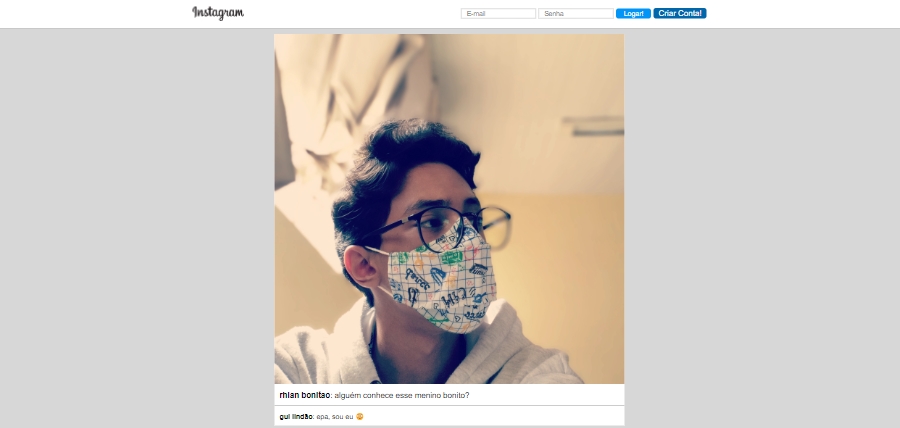 Instagram
E-mail Senha Logar! Criar Conta!
rhian bonitao: alguém conhece esse menino bonito?
gui lindão: epa, sou eu 😳